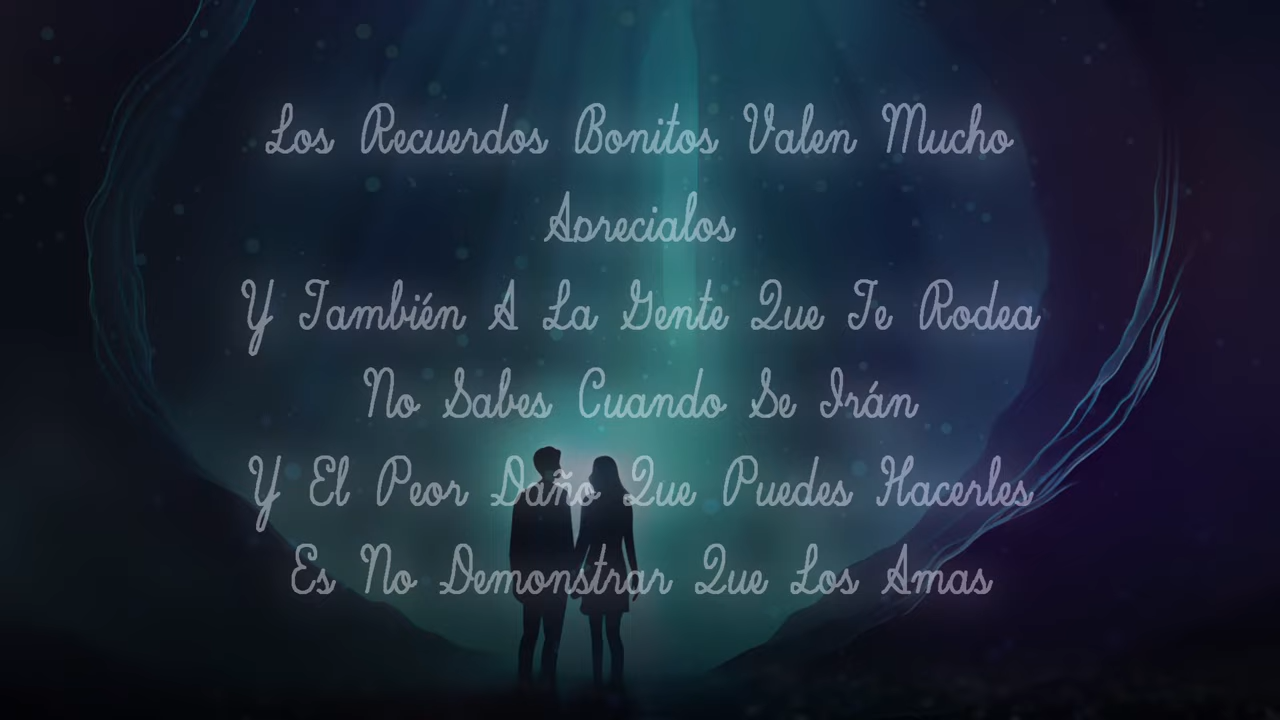 Los Recuerdos Bonitos Valen Mucho
Aprecialos
Y También A La Gente Que Te Rodea
No Sabes Cuando Se Irán
Y El Peor Daño Que Puedes Hacerles
Es No Demonstrar Que Los Amas